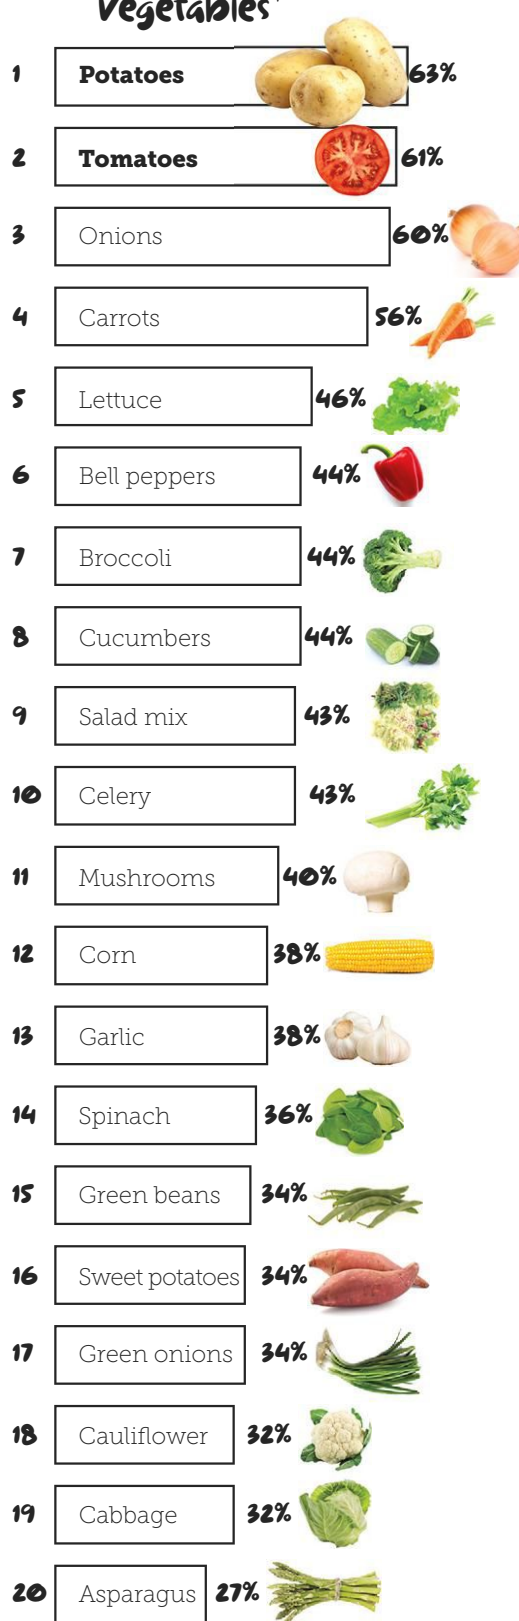 Vegetables*
1 Potatoes 63%
2 Tomatoes 61%
3 Onions 60%
4 Carrots 56%
5 Lettuce 46%
6 Bell peppers 44%
7 Broccoli 44%
8 Cucumbers 44%
9 Salad mix 43%
10 Celery 43%
11 Mushrooms 40%
12 Corn 38%
13 Garlic 38%
14 Spinach 36%
15 Green beans 34%
16 Sweet potatoes 34%
17 Green onions 34%
18 Cauliflower 32%
19 Cabbage 32%
20 Asparagus 27%